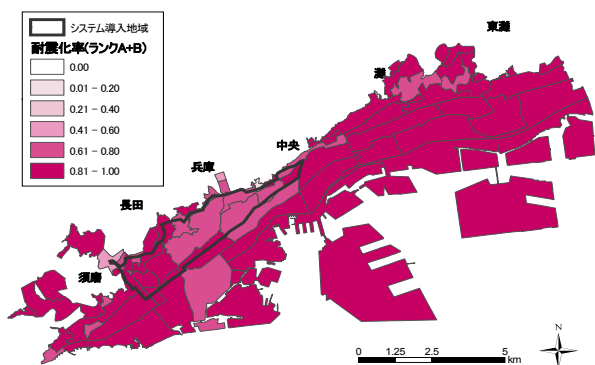 システム導入地域
耐震化率(ランクA+B)
0.00
0.01 - 0.20
0.21 - 0.40
0.41 - 0.60
0.61 - 0.80
0.81 - 1.00
東灘
灘
中央
兵庫
長田
須磨
N
0 1.25 2.5 5
km